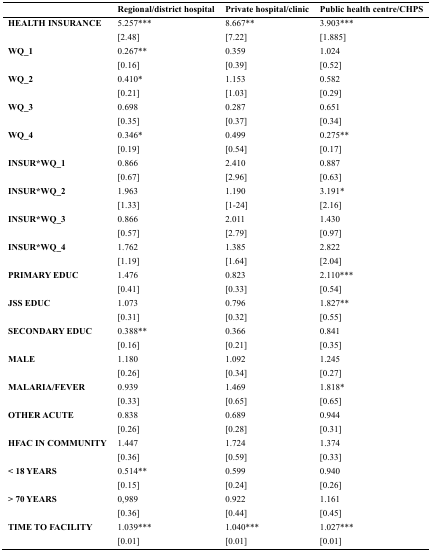 Regional/district hospital Private hospital/clinic Public health centre/CHPS
HEALTH INSURANCE 5.257*** 8.667** 3.903***
[2.48] [7.22] [1.885]
WQ_1 0.267** 0.359 1.024
[0.16] [0.39] [0.52]
WQ_2 0.410* 1.153 0.582
[0.21] [1.03] [0.29]
WQ_3 0.698 0.287 0.651
[0.35] [0.37] [0.34]
WQ_4 0.346* 0.499 0.275**
[0.19] [0.54] [0.17]
INSUR*WQ_1 0.866 2.410 0.887
[0.67] [2.96] [0.63]
INSUR*WQ_2 1.963 1.190 3.191*
[1.33] [1-24] [2.16]
INSUR*WQ_3 0.866 2.011 1.430
[0.57] [2.79] [0.97]
INSUR*WQ_4 1.762 1.385 2.822
[1.19] [1.64] [2.04]
PRIMARY EDUC 1.476 0.823 2.110***
[0.41] [0.33] [0.54]
JSS EDUC 1.073 0.796 1.827**
[0.31] [0.32] [0.55]
SECONDARY EDUC 0.388** 0.366 0.841
[0.16] [0.21] [0.35]
MALE 1.180 1.092 1.245
[0.26] [0.34] [0.27]
MALARIA/FEVER 0.939 1.469 1.818*
[0.33] [0.65] [0.65]
OTHER ACUTE 0.838 0.689 0.944
[0.26] [0.28] [0.31]
HFAC IN COMMUNITY 1.447 1.724 1.374
[0.36] [0.59] [0.33]
< 18 YEARS 0.514** 0.599 0.940
[0.15] [0.24] [0.26]
> 70 YEARS 0,989 0.922 1.161
[0.36] [0.44] [0.45]
TIME TO FACILITY 1.039*** 1.040*** 1.027***
[0.01] [0.01] [0.01]